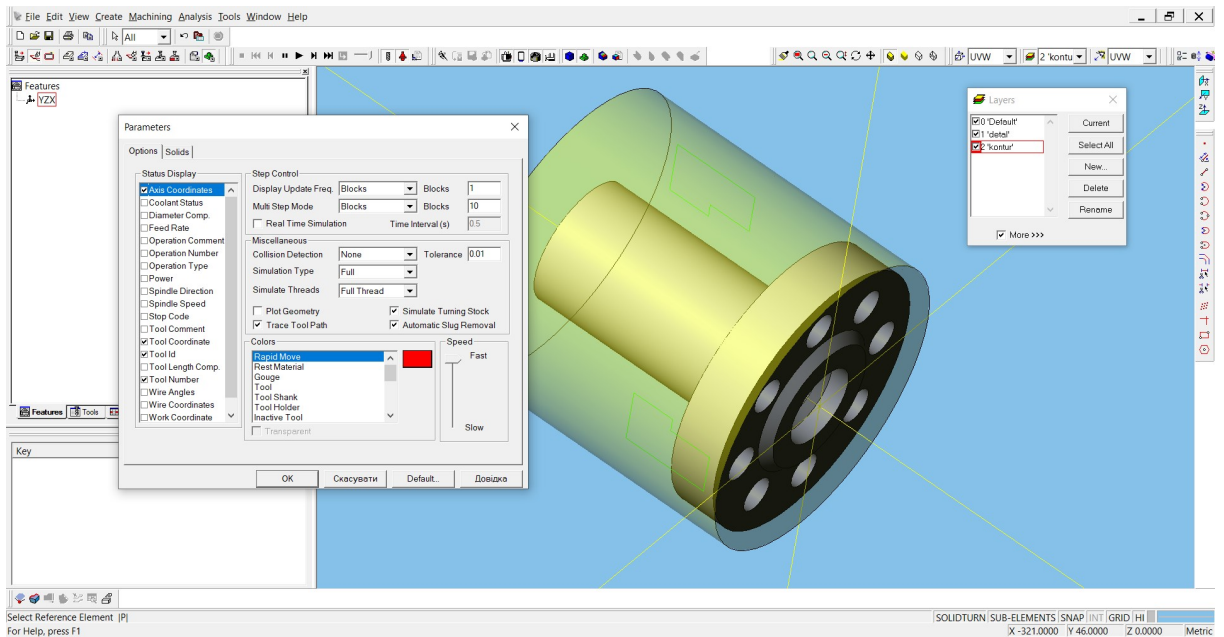 File Edit View Create Machining Analysis Tools Window Help
All
UVW 2 'kontu UVW
Features
YZX
Features Tools
Key
Parameters
Options Solids
Status Display
Axis Coordinates
Coolant Status
Diameter Comp.
Feed Rate
Operation Comment
Operation Number
Operation Type
Power
Spindle Direction
Spindle Speed
Stop Code
Tool Comment
Tool Coordinate
Tool Id
Tool Length Comp.
Tool Number
Wire Angles
Wire Coordinates
Work Coordinate
Step Control
Display Update Freq. Blocks Blocks 1
Multi Step Mode Blocks Blocks 10
Real Time Simulation Time Interval (s) 0.5
Miscellaneous
Collision Detection None Tolerance 0.01
Simulation Type Full
Simulate Threads Full Thread
Plot Geometry Simulate Turning Stock
Trace Tool Path Automatic Slug Removal
Colors
Rapid Move
Rest Material
Gouge
Tool
Tool Shank
Tool Holder
Inactive Tool
Transparent
Speed
Fast
Slow
OK Скасувати Default... Довідка
Layers
0 'Default'
1 'detal'
2 'kontur'
Current
Select All
New...
Delete
Rename
More >>>
Select Reference Element |P|
SOLIDTURN SUB-ELEMENTS SNAP INT GRID HI
For Help, press F1
X -321.0000 Y 46.0000 Z 0.0000 Metric